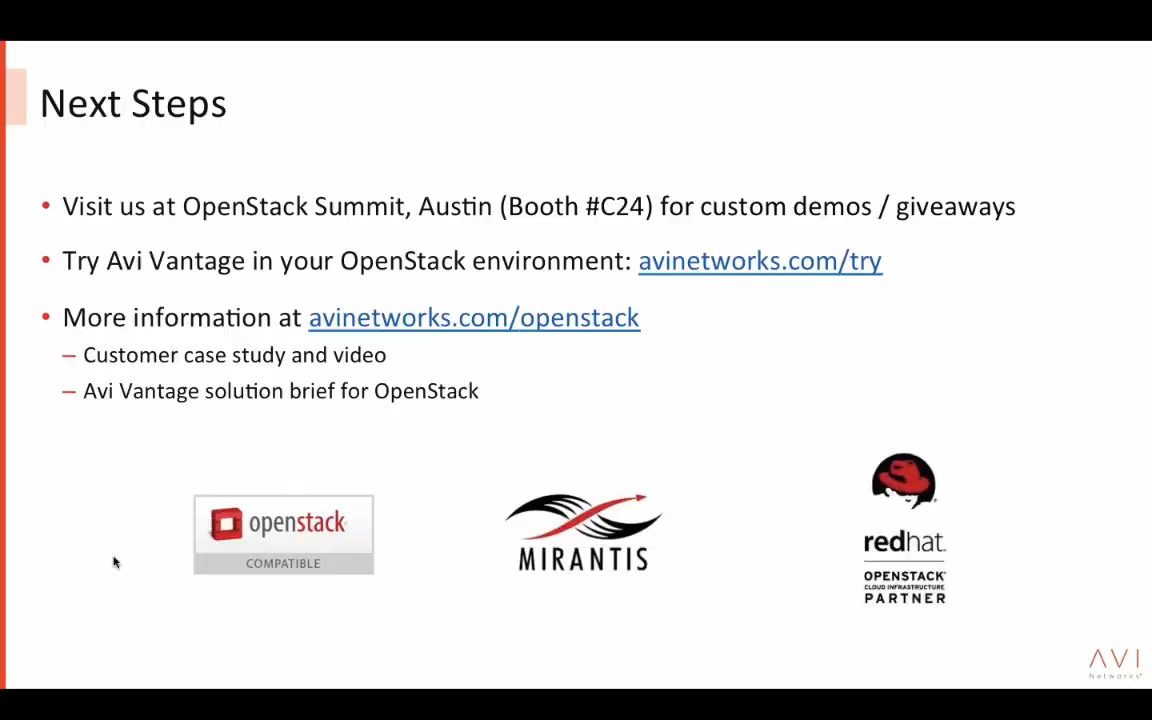 Next Steps
• Visit us at OpenStack Summit, Austin (Booth #C24) for custom demos / giveaways
• Try Avi Vantage in your OpenStack environment: avinetworks.com/try
• More information at avinetworks.com/openstack
– Customer case study and video
– Avi Vantage solution brief for OpenStack
openstack
COMPATIBLE
MIRANTIS
redhat.
OPENSTACK
CLOUD INFRASTRUCTURE
PARTNER
AVI
Networks